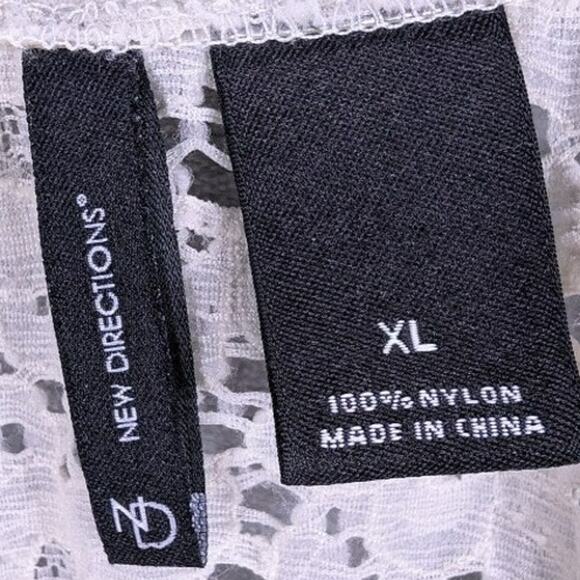 NEW DIRECTIONS®
ND
XL
100% NYLON
MADE IN CHINA